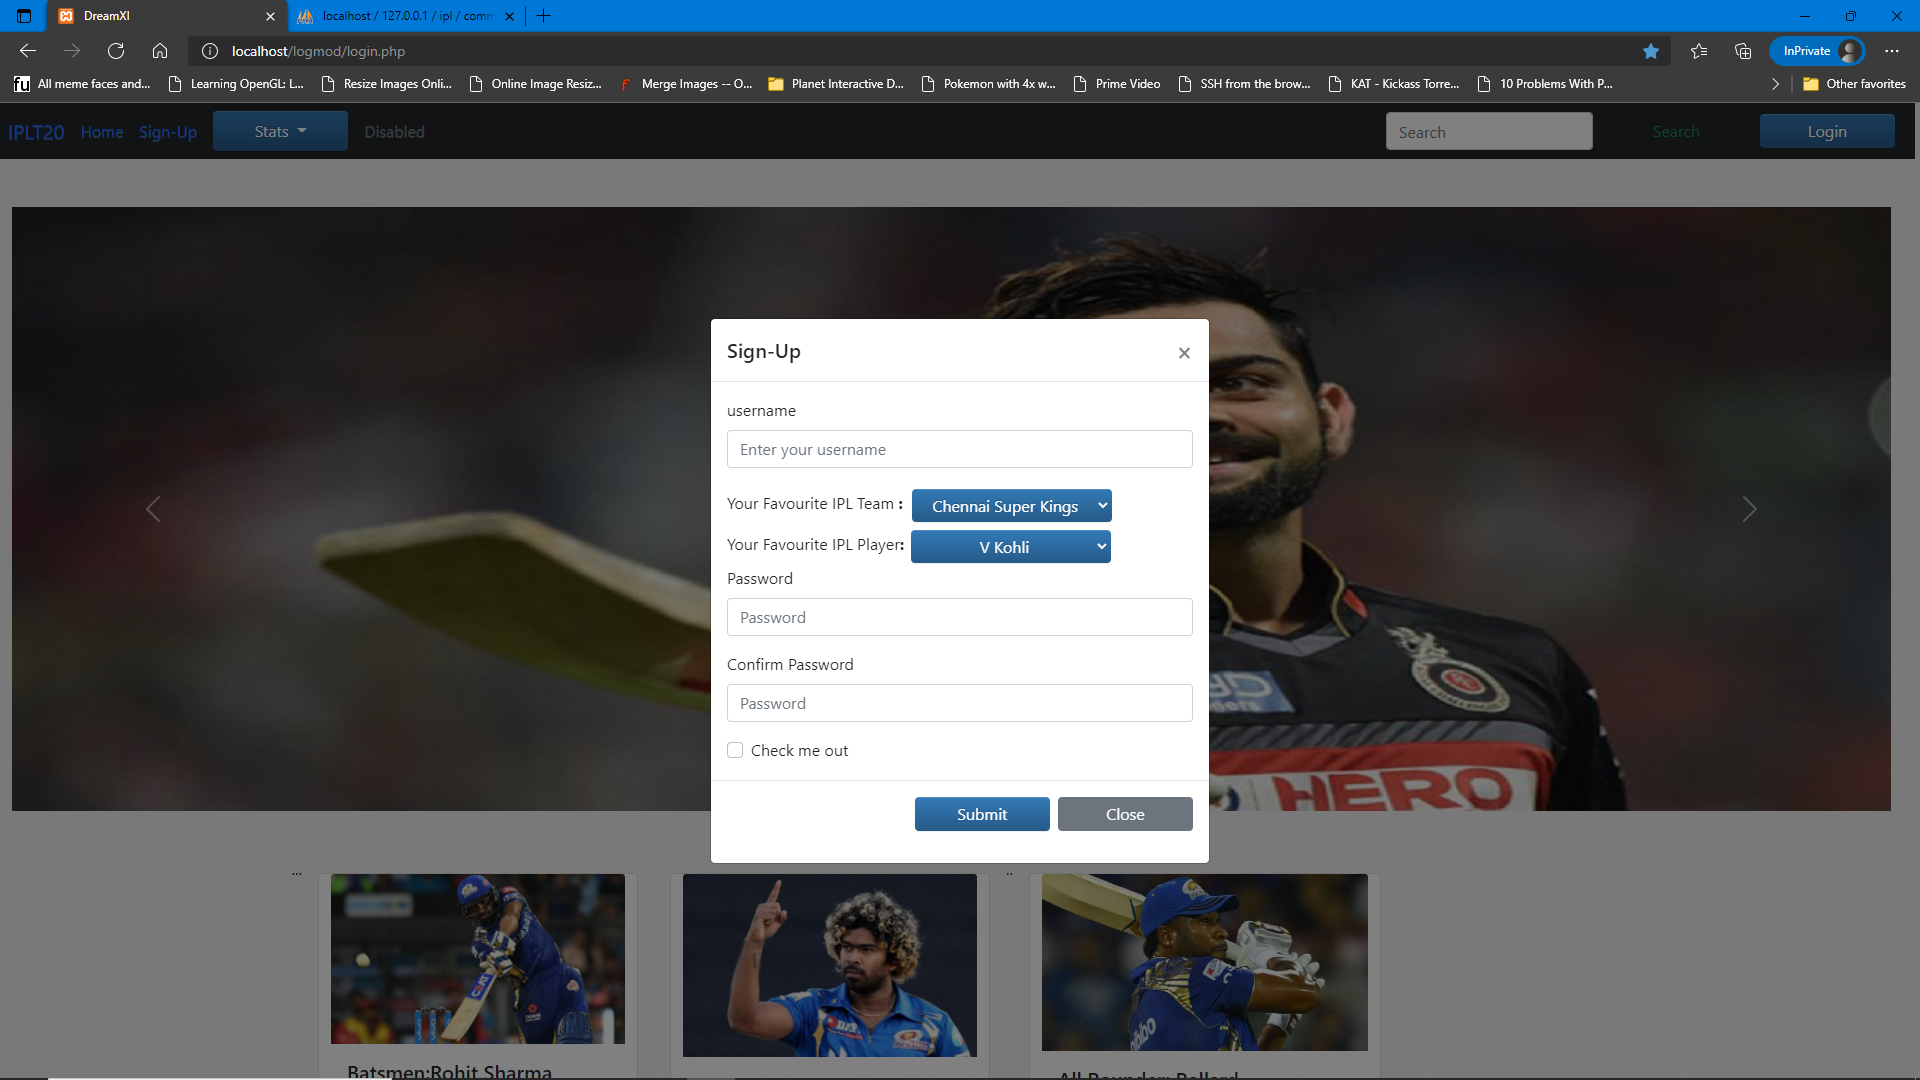 DreamXI
localhost / 127.0.0.1 / ipl / comm
localhost/logmod/login.php
InPrivate
All meme faces and...
Learning OpenGL: L...
Resize Images Onli...
Online Image Resiz...
Merge Images -- O...
Planet Interactive D...
Pokemon with 4x w...
Prime Video
SSH from the brow...
KAT - Kickass Torre...
10 Problems With P...
Other favorites
IPLT20
Home
Sign-Up
Stats
Disabled
Search
Search
Login
Sign-Up
username
Enter your username
Your Favourite IPL Team :
Chennai Super Kings
Your Favourite IPL Player:
V Kohli
Password
Password
Confirm Password
Password
Check me out
Submit
Close
HERO
...
..
Batsmen:Rohit Sharma
All Rounder: Pollard